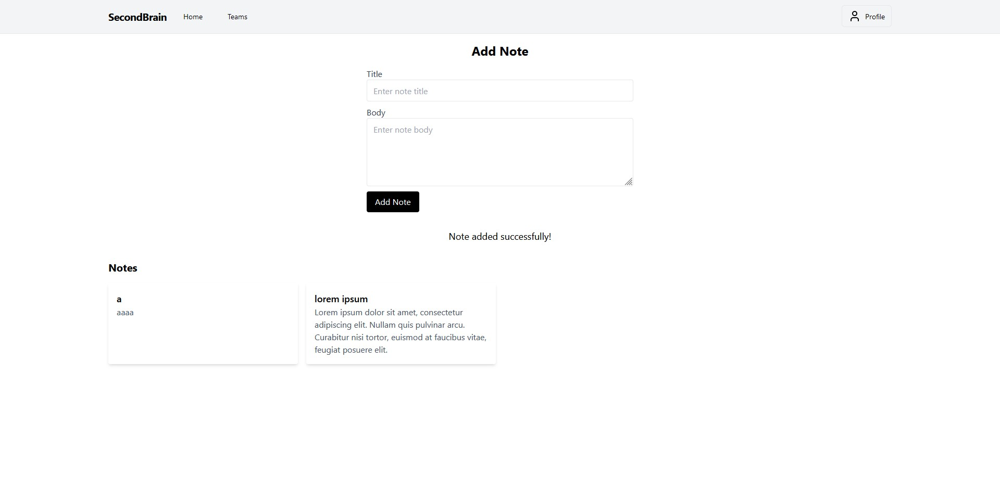 SecondBrain Home Teams Profile
Add Note
Title
Enter note title
Body
Enter note body
Add Note
Note added successfully!
Notes
a
aaaa
lorem ipsum
Lorem ipsum dolor sit amet, consectetur
adipiscing elit. Nullam quis pulvinar arcu.
Curabitur nisi tortor, euismod at faucibus vitae,
feugiat posuere elit.